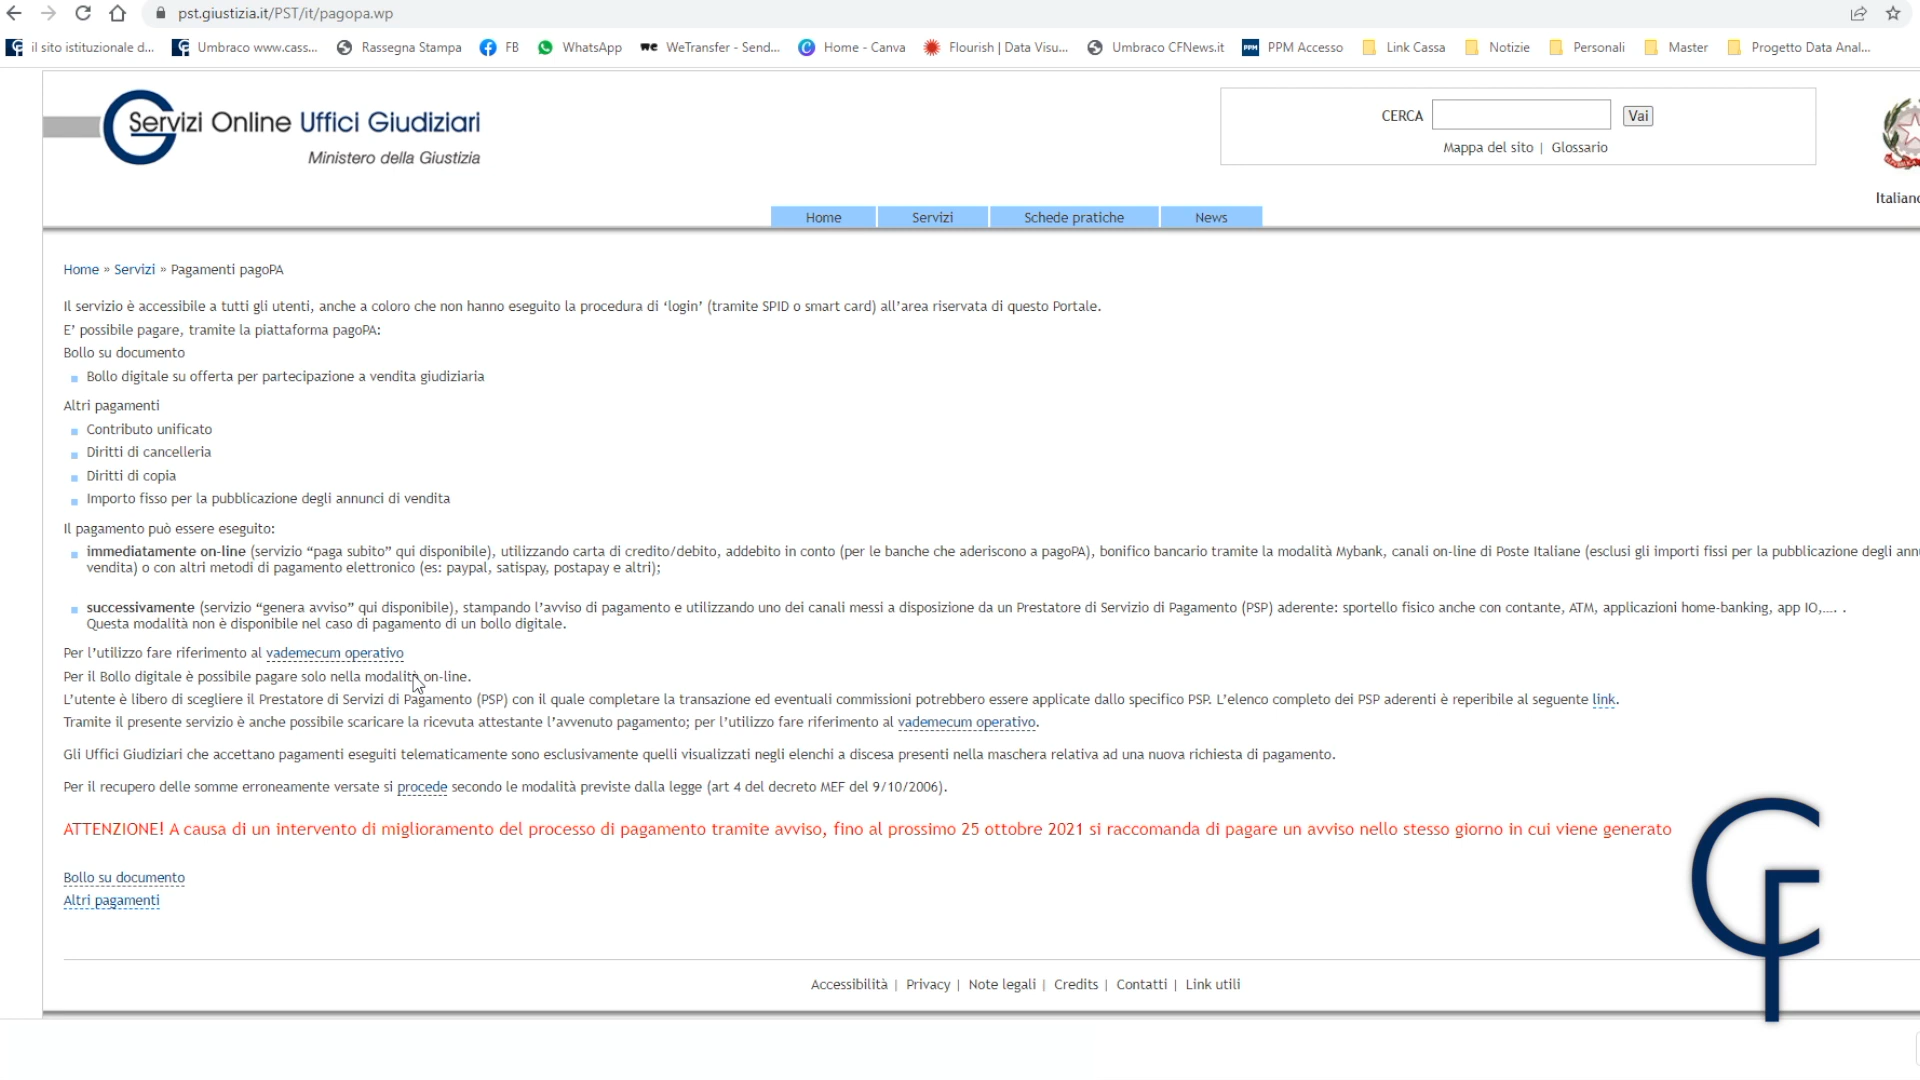 pst.giustizia.it/PST/it/pagopa.wp
il sito istituzionale d... Umbraco www.cass... Rassegna Stampa FB WhatsApp we WeTransfer - Send... Home - Canva Flourish | Data Visu... Umbraco CFNews.it PPM PPM Accesso Link Cassa Notizie Personali Master Progetto Data Anal...
Servizi Online Uffici Giudiziari
Ministero della Giustizia
CERCA Vai
Mappa del sito | Glossario
Italiano
Home Servizi Schede pratiche News
Home » Servizi » Pagamenti pagoPA
Il servizio è accessibile a tutti gli utenti, anche a coloro che non hanno eseguito la procedura di ‘login’ (tramite SPID o smart card) all’area riservata di questo Portale.
E’ possibile pagare, tramite la piattaforma pagoPA:
Bollo su documento
Bollo digitale su offerta per partecipazione a vendita giudiziaria
Altri pagamenti
Contributo unificato
Diritti di cancelleria
Diritti di copia
Importo fisso per la pubblicazione degli annunci di vendita
Il pagamento può essere eseguito:
immediatamente on-line (servizio “paga subito” qui disponibile), utilizzando carta di credito/debito, addebito in conto (per le banche che aderiscono a pagoPA), bonifico bancario tramite la modalità Mybank, canali on-line di Poste Italiane (esclusi gli importi fissi per la pubblicazione degli
vendita) o con altri metodi di pagamento elettronico (es: paypal, satispay, postapay e altri);
successivamente (servizio “genera avviso” qui disponibile), stampando l’avviso di pagamento e utilizzando uno dei canali messi a disposizione da un Prestatore di Servizio di Pagamento (PSP) aderente: sportello fisico anche con contante, ATM, applicazioni home-banking, app IO,.... .
Questa modalità non è disponibile nel caso di pagamento di un bollo digitale.
Per l’utilizzo fare riferimento al vademecum operativo
Per il Bollo digitale è possibile pagare solo nella modalità on-line.
L’utente è libero di scegliere il Prestatore di Servizi di Pagamento (PSP) con il quale completare la transazione ed eventuali commissioni potrebbero essere applicate dallo specifico PSP. L’elenco completo dei PSP aderenti è reperibile al seguente link.
Tramite il presente servizio è anche possibile scaricare la ricevuta attestante l’avvenuto pagamento; per l’utilizzo fare riferimento al vademecum operativo.
Gli Uffici Giudiziari che accettano pagamenti eseguiti telematicamente sono esclusivamente quelli visualizzati negli elenchi a discesa presenti nella maschera relativa ad una nuova richiesta di pagamento.
Per il recupero delle somme erroneamente versate si procede secondo le modalità previste dalla legge (art 4 del decreto MEF del 9/10/2006).
ATTENZIONE! A causa di un intervento di miglioramento del processo di pagamento tramite avviso, fino al prossimo 25 ottobre 2021 si raccomanda di pagare un avviso nello stesso giorno in cui viene generato
Bollo su documento
Altri pagamenti
Accessibilità | Privacy | Note legali | Credits | Contatti | Link utili
CF